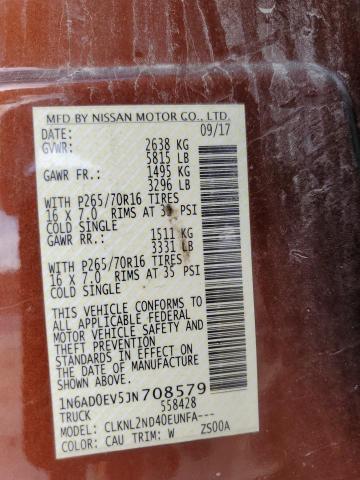 MFD BY NISSAN MOTOR CO., LTD.
DATE: 09/17
GVWR: 2638 KG
5815 LB
GAWR FR.: 1495 KG
3296 LB
WITH P265/70R16 TIRES
16 X 7.0 RIMS AT PSI
COLD SINGLE
GAWR RR.: 1511 KG
3331 LB
WITH P265/70R16 TIRES
16 X 7.0 RIMS AT 35 PSI
COLD SINGLE
THIS VEHICLE CONFORMS TO
ALL APPLICABLE FEDERAL
MOTOR VEHICLE SAFETY AND
THEFT PREVENTION
STANDARDS IN EFFECT ON
THE DATE OF MANUFACTURE
SHOWN ABOVE.
1N6AD0EV5JN708579
TRUCK 558428
MODEL: CLKNL2ND40EUNFA---
COLOR: CAU TRIM: W ZS00A